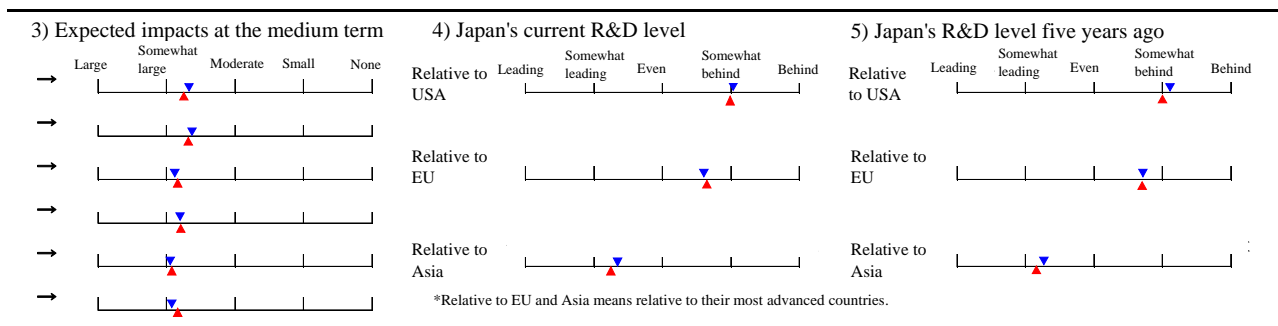 3) Expected impacts at the medium term
Large
Somewhat
large
Moderate
Small
None
4) Japan's current R&D level
Leading
Somewhat
leading
Even
Somewhat
behind
Behind
Relative to
USA
Relative to
EU
Relative to
Asia
*Relative to EU and Asia means relative to their most advanced countries.
5) Japan's R&D level five years ago
Leading
Somewhat
leading
Even
Somewhat
behind
Behind
Relative
to USA
Relative to
EU
Relative to
Asia